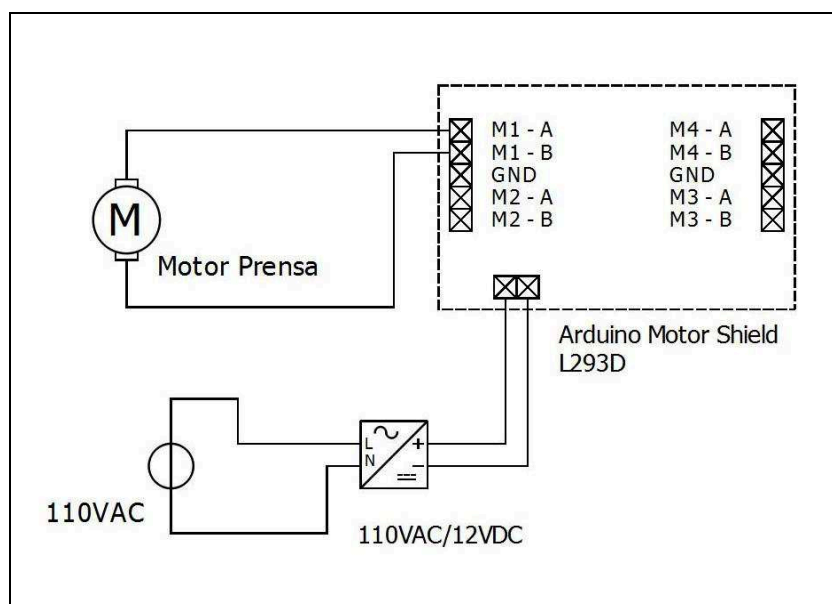 M1 - A
M1 - B
GND
M2 - A
M2 - B
M4 - A
M4 - B
GND
M3 - A
M3 - B
M
Motor Prensa
Arduino Motor Shield
L293D
L
N
+
−
110VAC
110VAC/12VDC